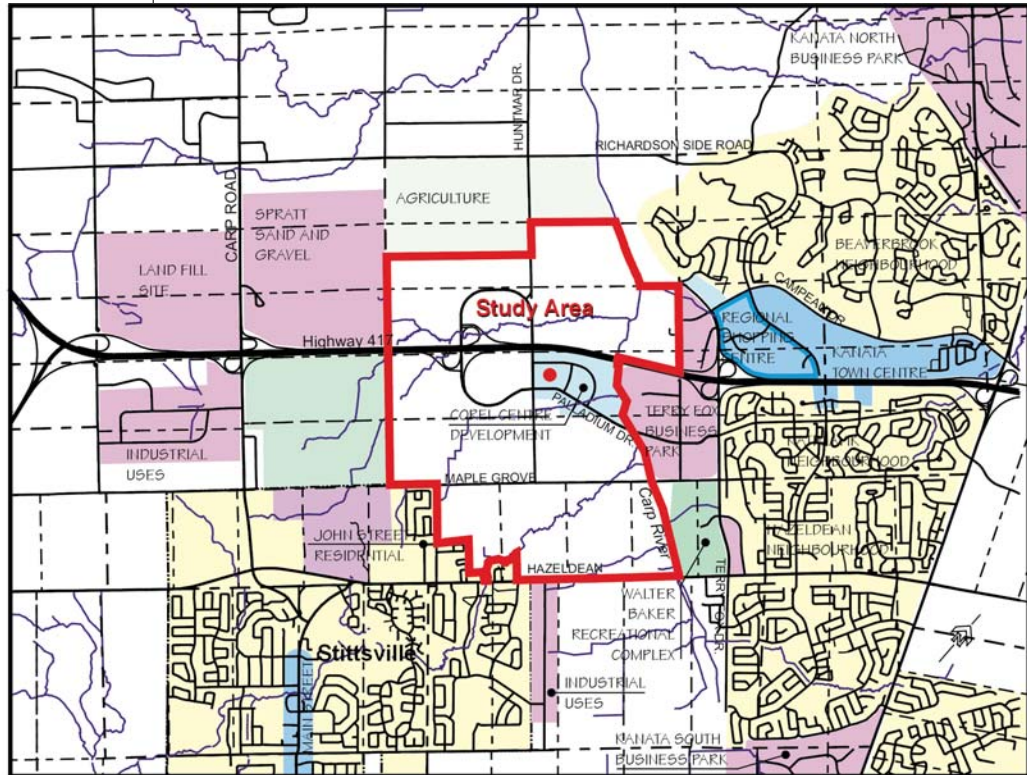 KANATA NORTH
BUSINESS PARK
HUNTMAR DR.
RICHARDSON SIDE ROAD
CARP ROAD
AGRICULTURE
SPRATT
SAND AND
GRAVEL
LAND FILL
SITE
BEAVERBROOK
NEIGHBOURHOOD
CAMPEAU DR
Study Area
REGIONAL
SHOPPING
CENTRE
Highway 417
KANATA
TOWN CENTRE
COREL CENTRE
DEVELOPMENT
PALLADIUM DR.
TERRY FOX
BUSINESS
PARK
NEIGHBOURHOOD
INDUSTRIAL
USES
MAPLE GROVE
Carp River
JOHN STREET
RESIDENTIAL
HAZELDEAN
NEIGHBOURHOOD
HAZELDEAN
TERRY FOX DR.
WALTER
BAKER
RECREATIONAL
COMPLEX
Stittsville
MAIN STREET
INDUSTRIAL
USES
KANATA SOUTH
BUSINESS PARK